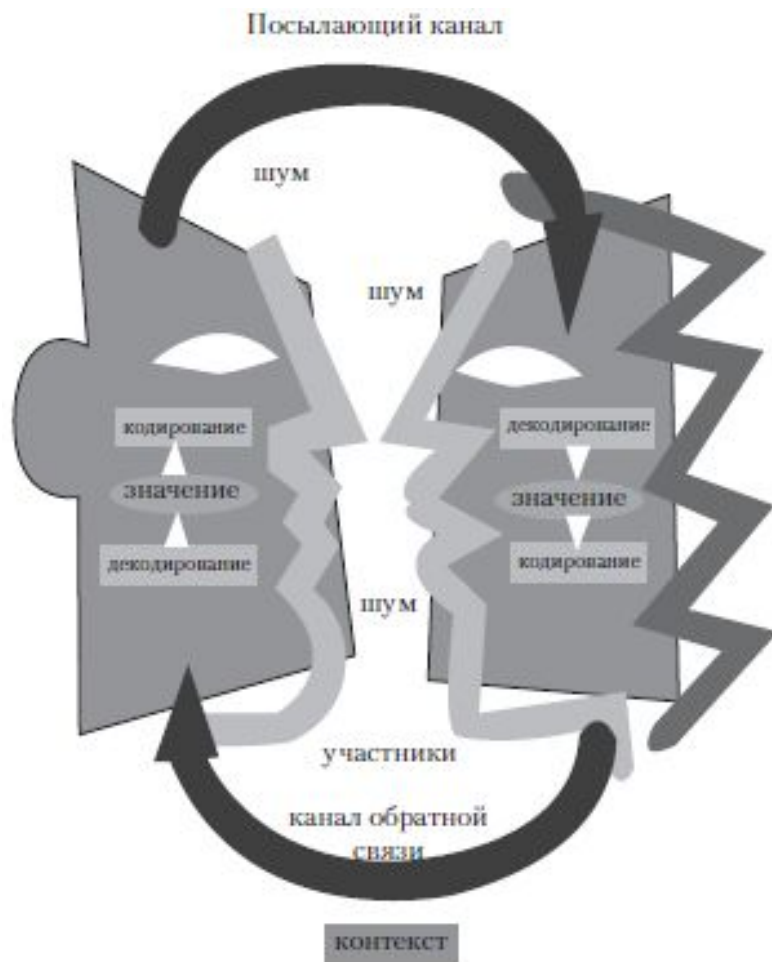 Посылающий канал
шум
шум
кодирование
значение
декодирование
декодирование
значение
кодирование
шум
участники
канал обратной
связи
контекст